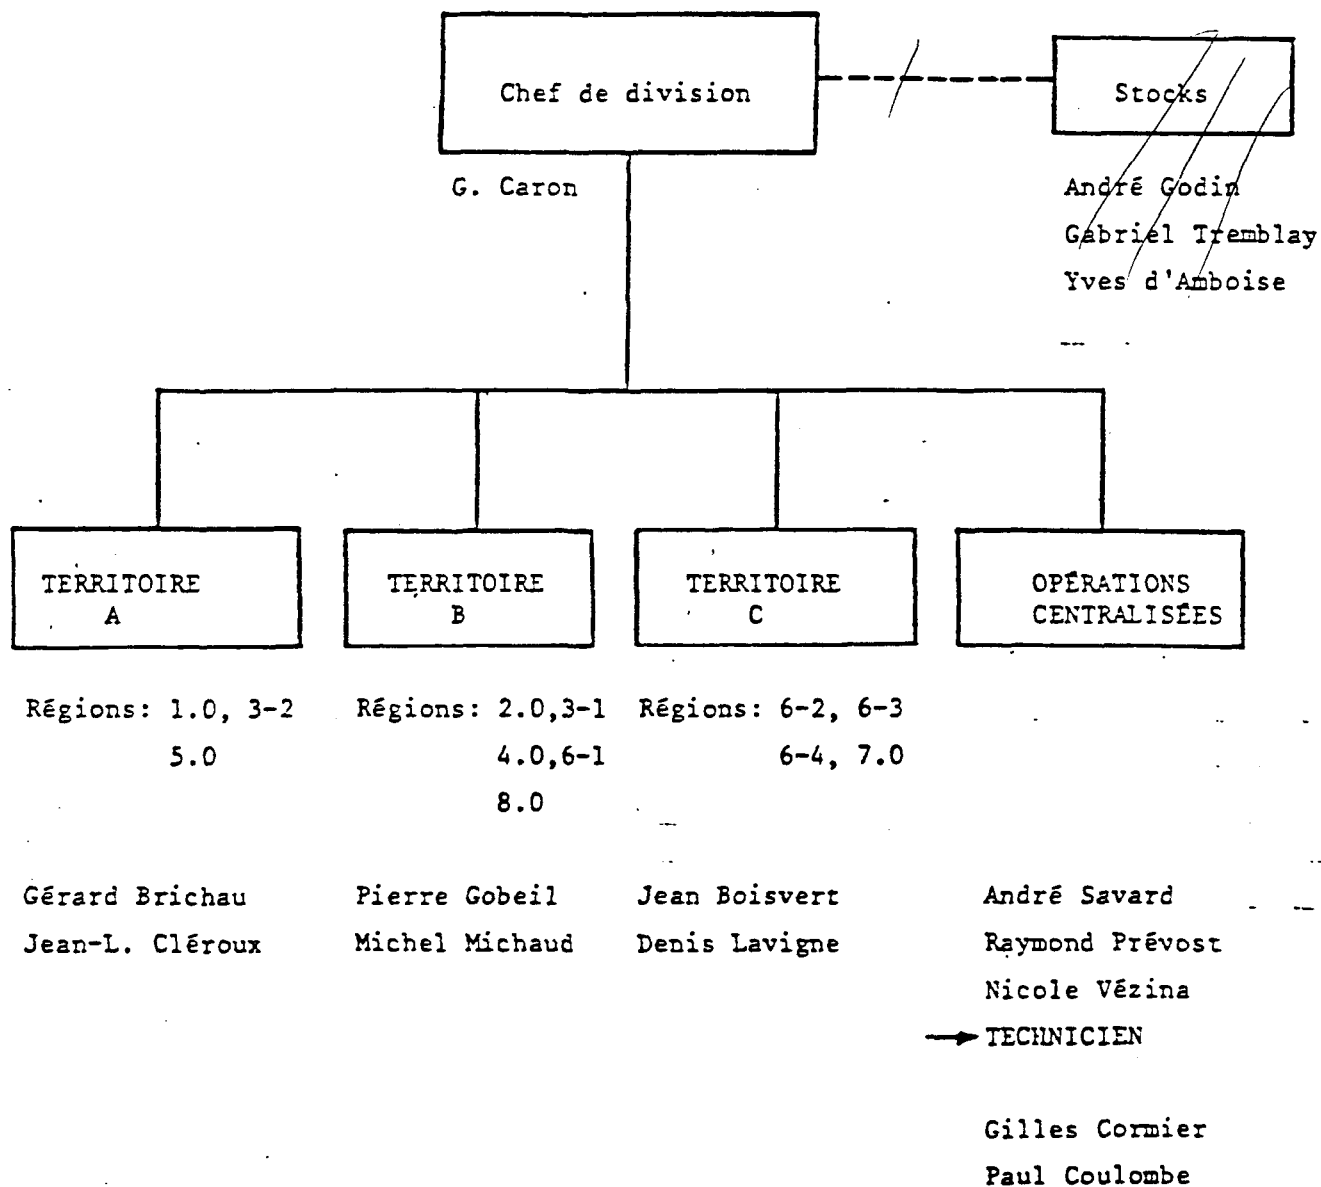 Chef de division
G. Caron
Stocks
André Godin
Gabriel Tremblay
Yves d'Amboise
TERRITOIRE
A
Régions: 1.0, 3-2
5.0
Gérard Brichau
Jean-L. Cléroux
TERRITOIRE
B
Régions: 2.0,3-1
4.0,6-1
8.0
Pierre Gobeil
Michel Michaud
TERRITOIRE
C
Régions: 6-2, 6-3
6-4, 7.0
Jean Boisvert
Denis Lavigne
OPÉRATIONS
CENTRALISÉES
André Savard
Raymond Prévost
Nicole Vézina
TECHNICIEN
Gilles Cormier
Paul Coulombe